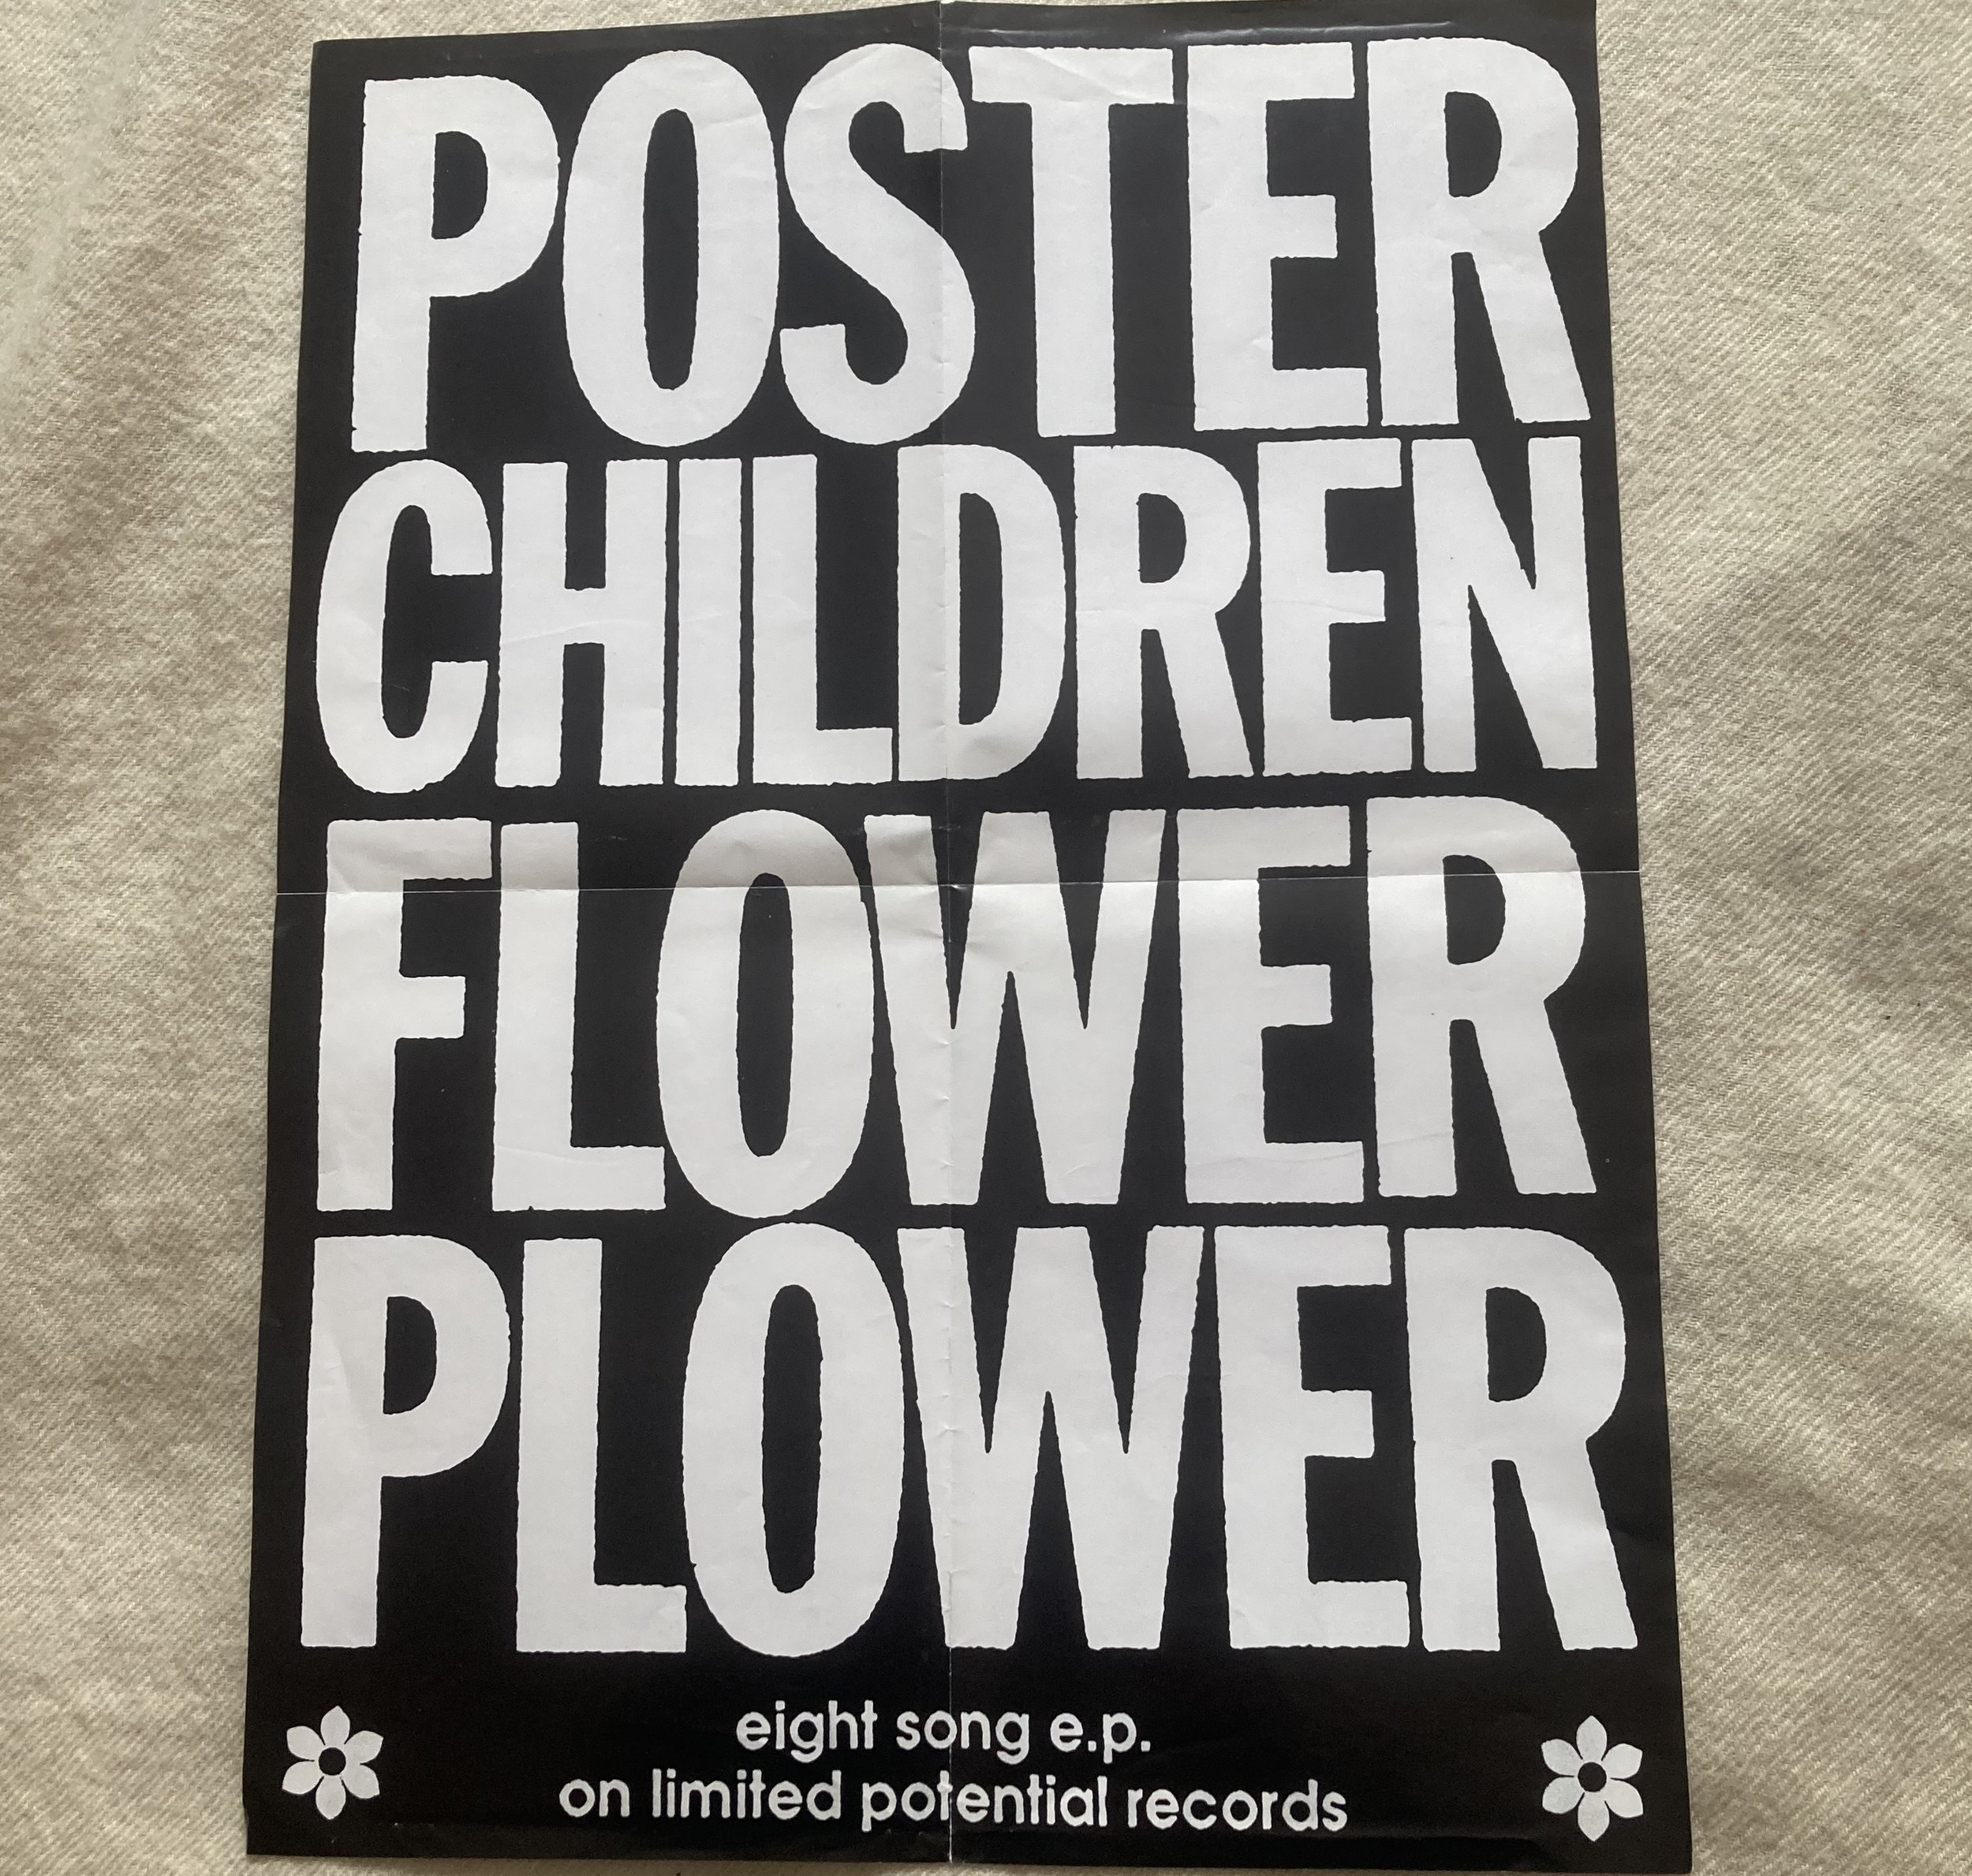 POSTER
CHILDREN
FLOWER
PLOWER
eight song e.p.
on limited potential records